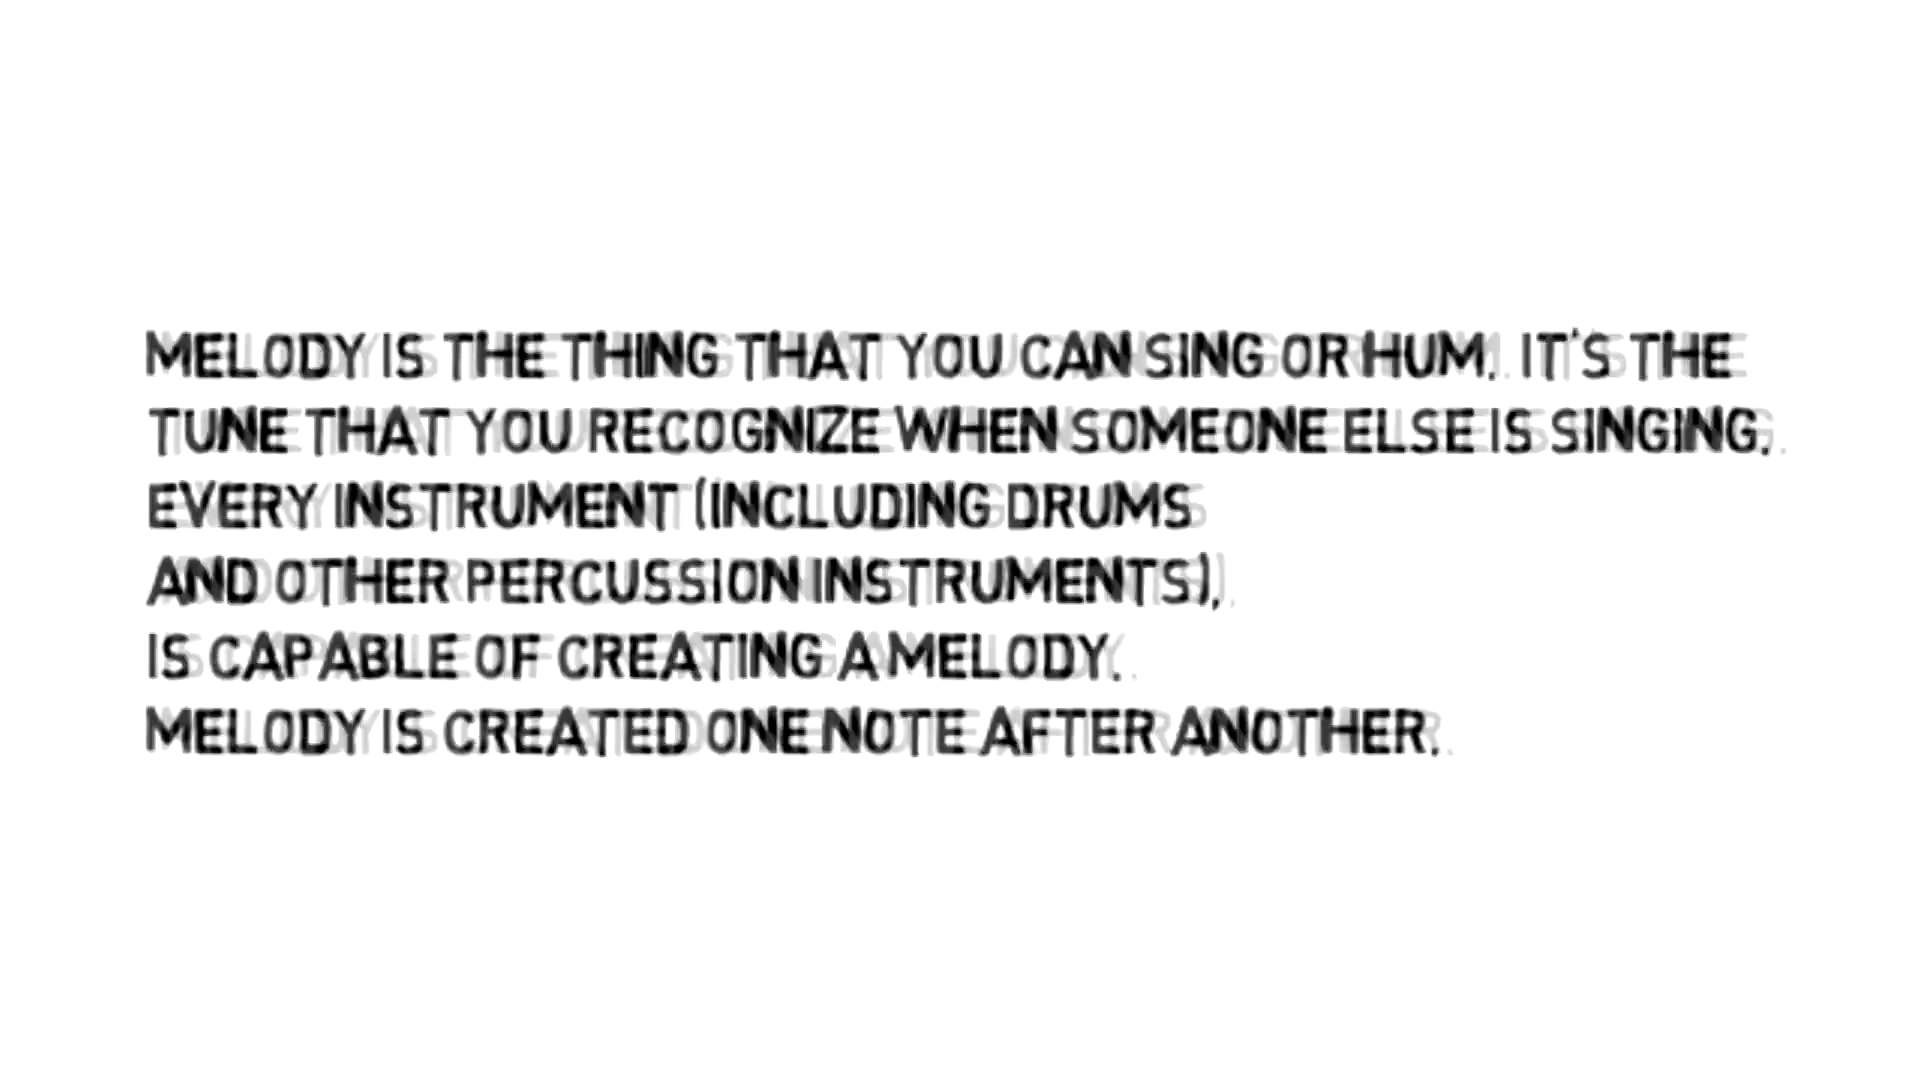 MELODY IS THE THING THAT YOU CAN SING OR HUM. IT'S THE
TUNE THAT YOU RECOGNIZE WHEN SOMEONE ELSE IS SINGING.
EVERY INSTRUMENT (INCLUDING DRUMS
AND OTHER PERCUSSION INSTRUMENTS),
IS CAPABLE OF CREATING A MELODY.
MELODY IS CREATED ONE NOTE AFTER ANOTHER.